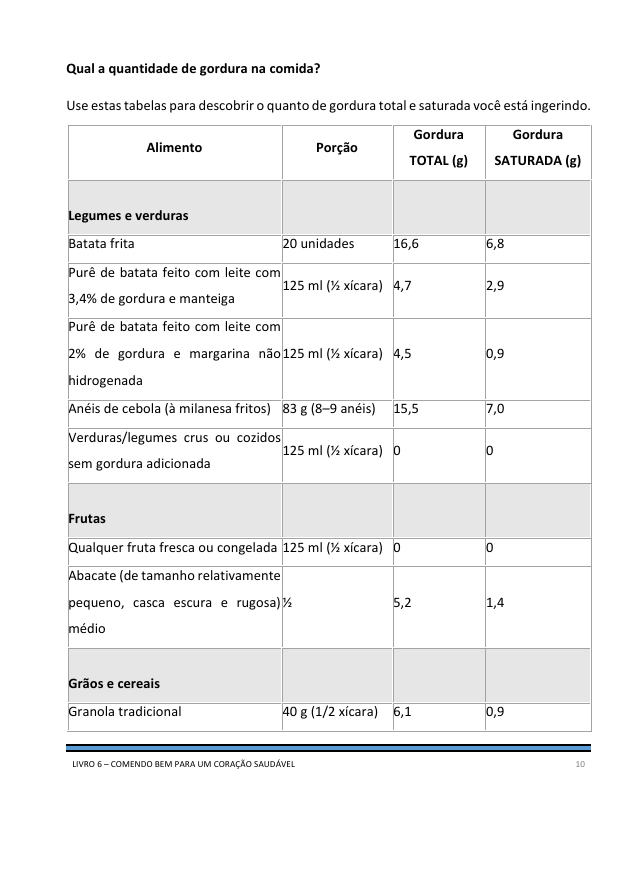 Qual a quantidade de gordura na comida?
Use estas tabelas para descobrir o quanto de gordura total e saturada você está ingerindo.
Alimento Porção Gordura TOTAL (g) Gordura SATURADA (g)
Legumes e verduras
Batata frita 20 unidades 16,6 6,8
Purê de batata feito com leite com
3,4% de gordura e manteiga 125 ml (½ xícara) 4,7 2,9
Purê de batata feito com leite com
2% de gordura e margarina não 125 ml (½ xícara) 4,5 0,9
hidrogenada
Anéis de cebola (à milanesa fritos) 83 g (8–9 anéis) 15,5 7,0
Verduras/legumes crus ou cozidos
sem gordura adicionada 125 ml (½ xícara) 0 0
Frutas
Qualquer fruta fresca ou congelada 125 ml (½ xícara) 0 0
Abacate (de tamanho relativamente
pequeno, casca escura e rugosa) ½ 5,2 1,4
médio
Grãos e cereais
Granola tradicional 40 g (1/2 xícara) 6,1 0,9
LIVRO 6 – COMENDO BEM PARA UM CORAÇÃO SAUDÁVEL 10